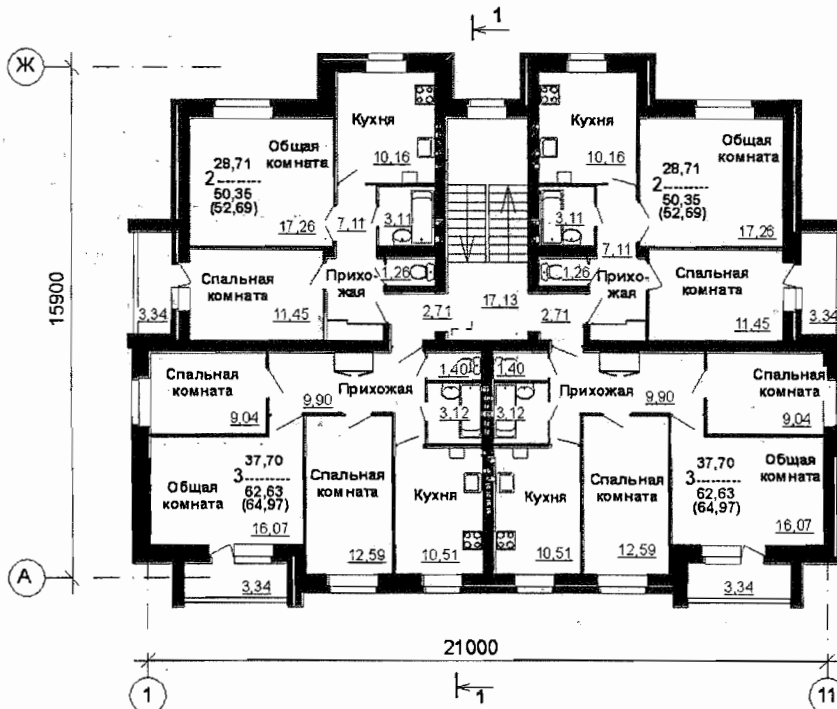 1
Ж
Кухня
10,16
Общая
комната
28,71
2
50,35
(52,69)
17,26
7,11
3,11
Кухня
10,16
Общая
комната
28,71
2
50,35
(52,69)
17,26
3,11
7,11
Спальная
комната
11,45
Прихо-
жая
1,26
2,71
17,13
2,71
1,26
Прихо-
жая
Спальная
комната
11,45
3,34
3,34
15900
Спальная
комната
9,04
9,90
Прихожая
1,40
3,12
1,40
3,12
Прихожая
9,90
Спальная
комната
9,04
37,70
3
62,63
(64,97)
Общая
комната
16,07
Спальная
комната
12,59
Кухня
10,51
Кухня
10,51
Спальная
комната
12,59
37,70
3
62,63
(64,97)
Общая
комната
16,07
А
3,34
3,34
21000
1
1
11